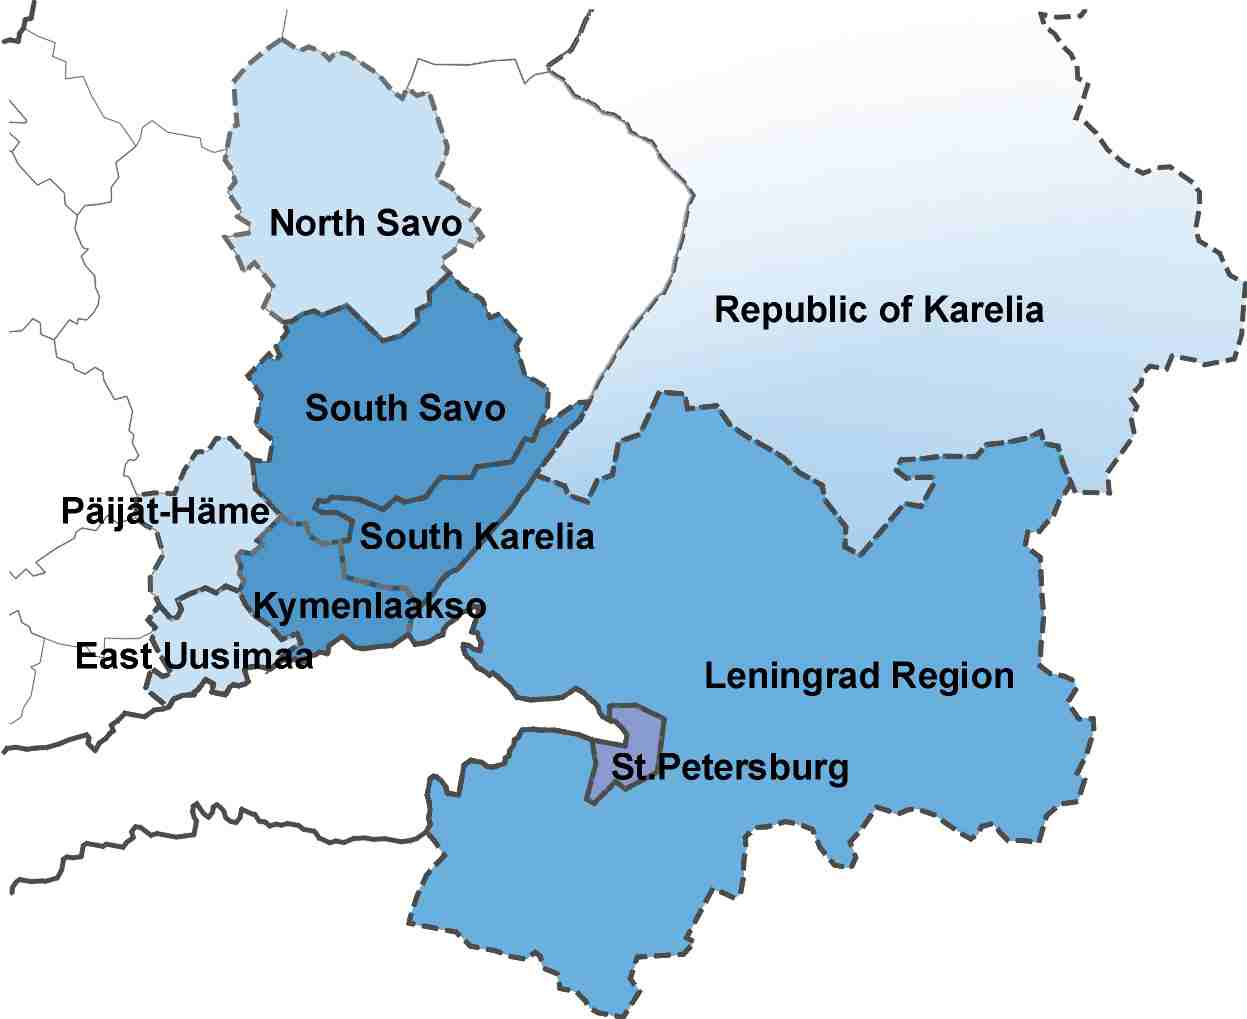 North Savo
Republic of Karelia
South Savo
Päijät-Häme
South Karelia
Kymenlaakso
East Uusimaa
Leningrad Region
St.Petersburg